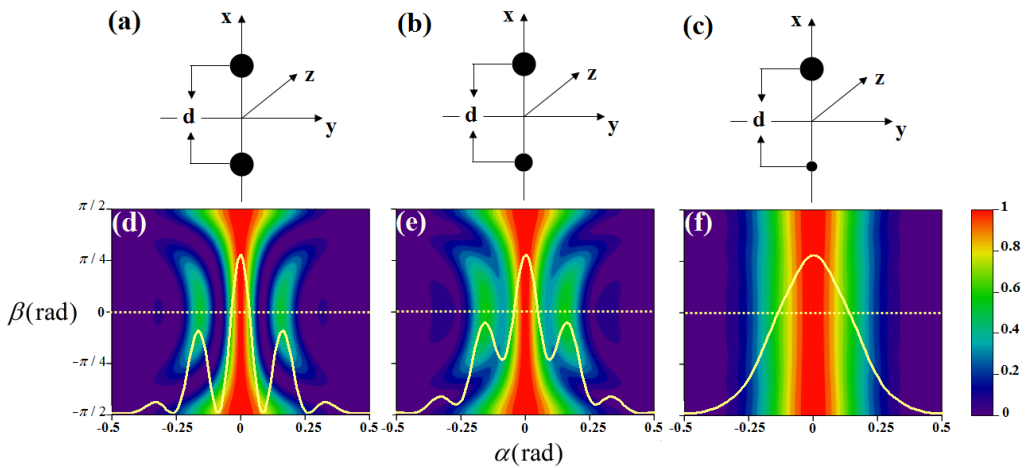 (a) (b) (c)
x x x
z z z
d y d y d y
π / 2 (d) (e) (f) 1
π / 4 0.8
β(rad) 0 0.6
-π / 4 0.4
0.2
-π / 2 0
-0.5 -0.25 0 0.25 0.5 -0.5 -0.25 0 0.25 0.5 -0.5 -0.25 0 0.25 0.5
α(rad)